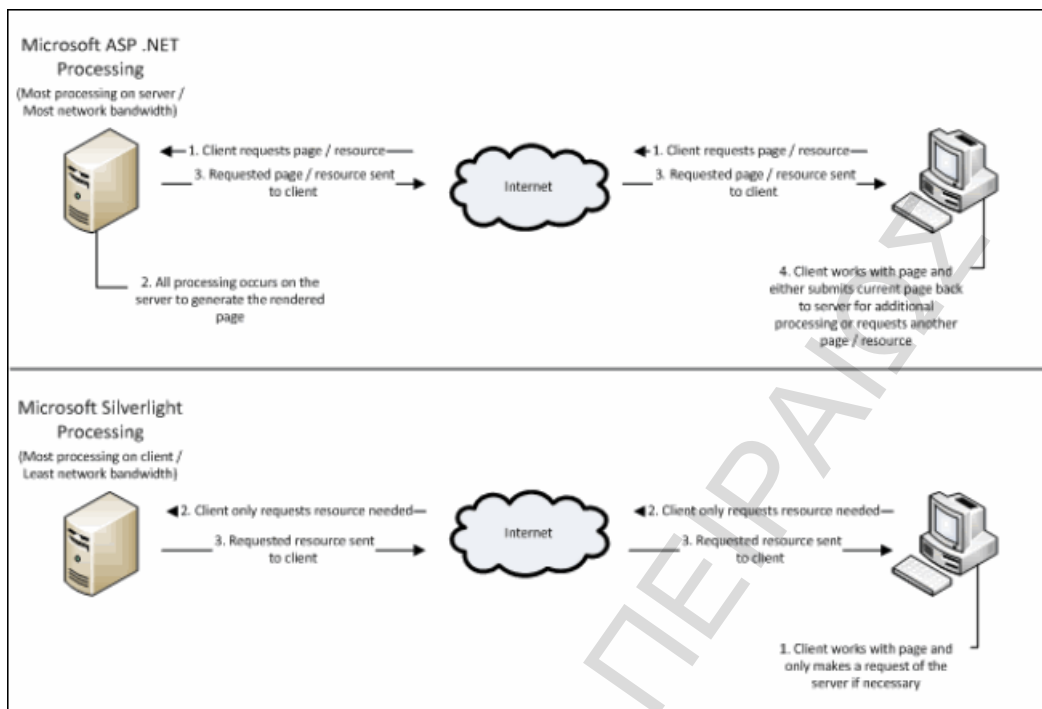 Microsoft ASP .NET
Processing
(Most processing on server /
Most network bandwidth)
1. Client requests page / resource
3. Requested page / resource sent
to client
Internet
1. Client requests page / resource
3. Requested page / resource sent
to client
2. All processing occurs on the
server to generate the rendered
page
4. Client works with page and
either submits current page back
to server for additional
processing or requests another
page / resource
Microsoft Silverlight
Processing
(Most processing on client /
Least network bandwidth)
2. Client only requests resource needed
3. Requested resource sent
to client
Internet
2. Client only requests resource needed
3. Requested resource sent
to client
1. Client works with page and
only makes a request of the
server if necessary
ΠΕΙΡΑΙΩΣ